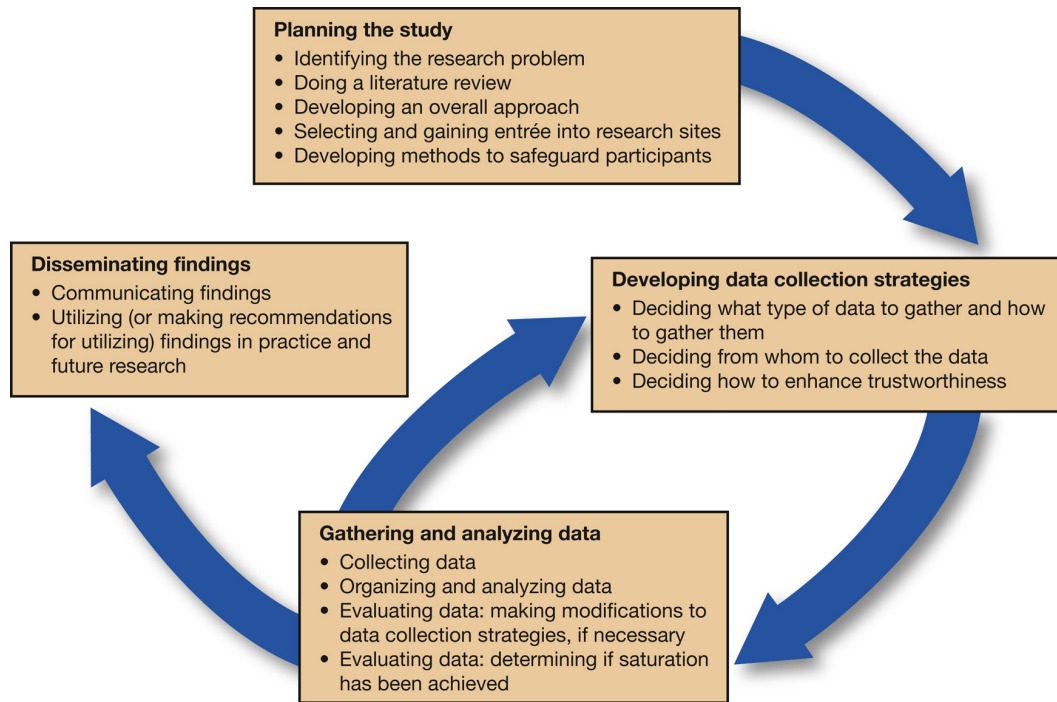 Planning the study
• Identifying the research problem
• Doing a literature review
• Developing an overall approach
• Selecting and gaining entrée into research sites
• Developing methods to safeguard participants
Disseminating findings
• Communicating findings
• Utilizing (or making recommendations
for utilizing) findings in practice and
future research
Developing data collection strategies
• Deciding what type of data to gather and how
to gather them
• Deciding from whom to collect the data
• Deciding how to enhance trustworthiness
Gathering and analyzing data
• Collecting data
• Organizing and analyzing data
• Evaluating data: making modifications to
data collection strategies, if necessary
• Evaluating data: determining if saturation
has been achieved